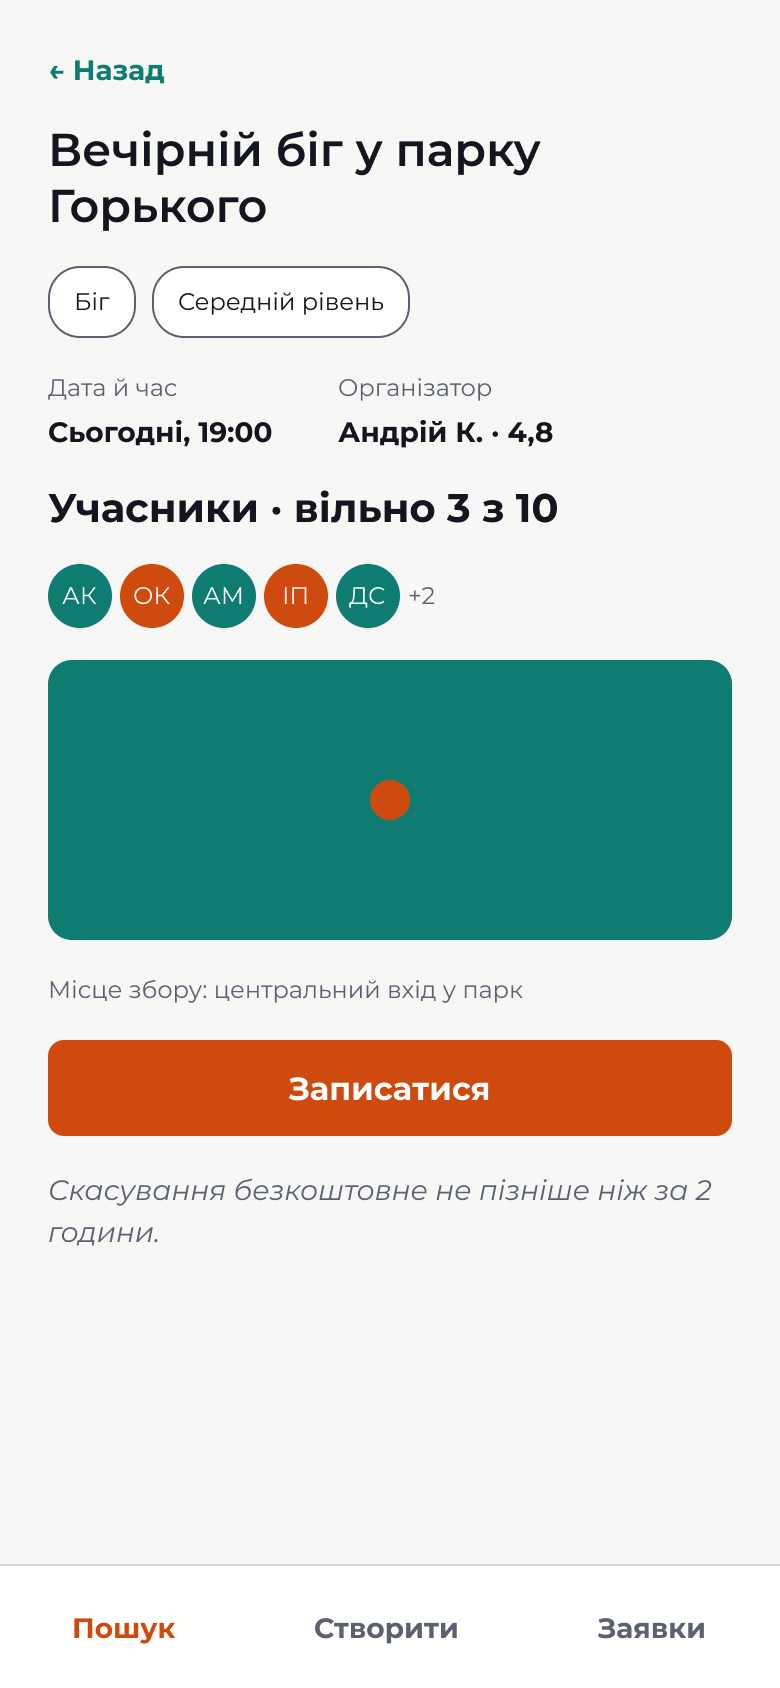 ← Назад
Вечірній біг у парку
Горького
Біг
Середній рівень
Дата й час
Організатор
Сьогодні, 19:00
Андрій К. · 4,8
Учасники · вільно 3 з 10
АК ОК АМ ІП ДС +2
Місце збору: центральний вхід у парк
Записатися
Скасування безкоштовне не пізніше ніж за 2
години.
Пошук
Створити
Заявки